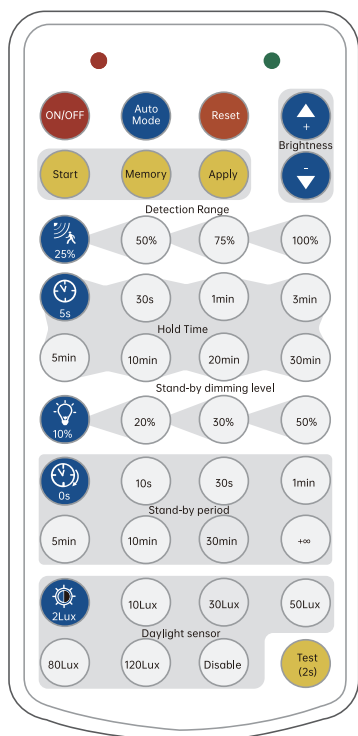 ON/OFF
Auto
Mode
Reset
+
Brightness
-
Start
Memory
Apply
Detection Range
25%
50%
75%
100%
5s
30s
1min
3min
Hold Time
5min
10min
20min
30min
Stand-by dimming level
10%
20%
30%
50%
0s
10s
30s
1min
Stand-by period
5min
10min
30min
+∞
2Lux
10Lux
30Lux
50Lux
Daylight sensor
80Lux
120Lux
Disable
Test
(2s)